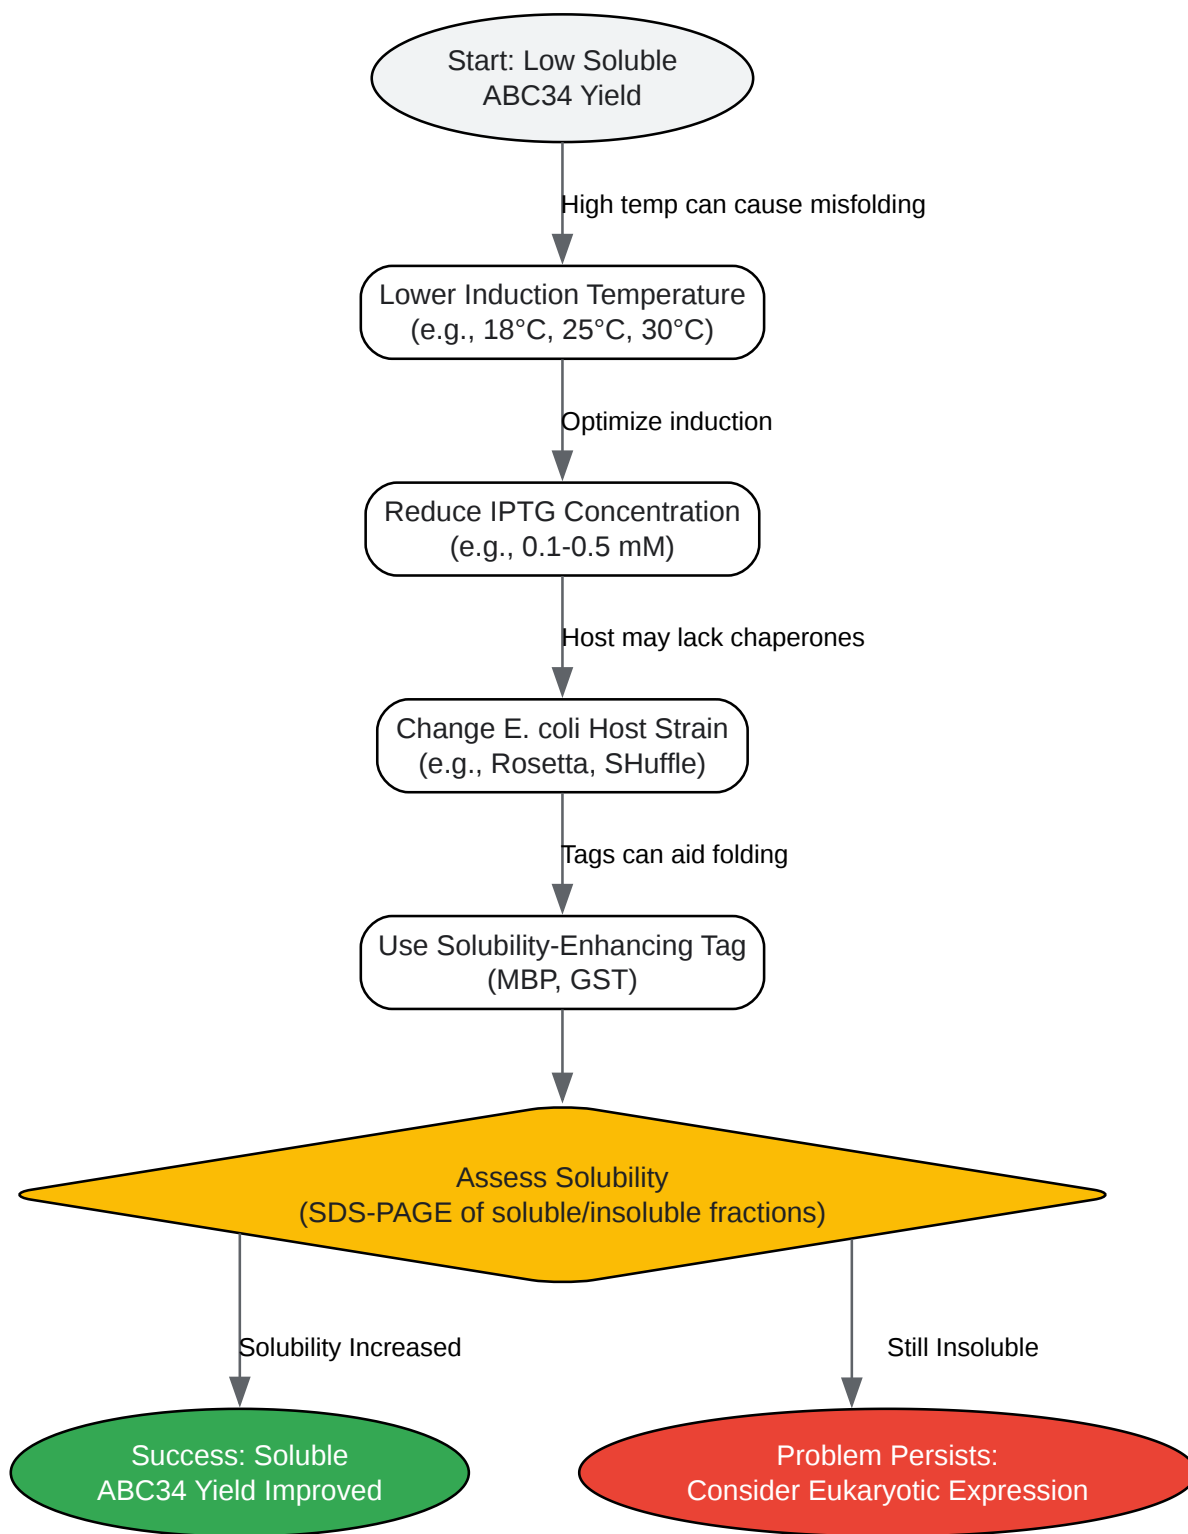 Start: Low Soluble
ABC34 Yield
High temp can cause misfolding
Lower Induction Temperature
(e.g., 18°C, 25°C, 30°C)
Optimize induction
Reduce IPTG Concentration
(e.g., 0.1-0.5 mM)
Host may lack chaperones
Change E. coli Host Strain
(e.g., Rosetta, SHuffle)
Tags can aid folding
Use Solubility-Enhancing Tag
(MBP, GST)
Assess Solubility
(SDS-PAGE of soluble/insoluble fractions)
Solubility Increased
Still Insoluble
Success: Soluble
ABC34 Yield Improved
Problem Persists:
Consider Eukaryotic Expression